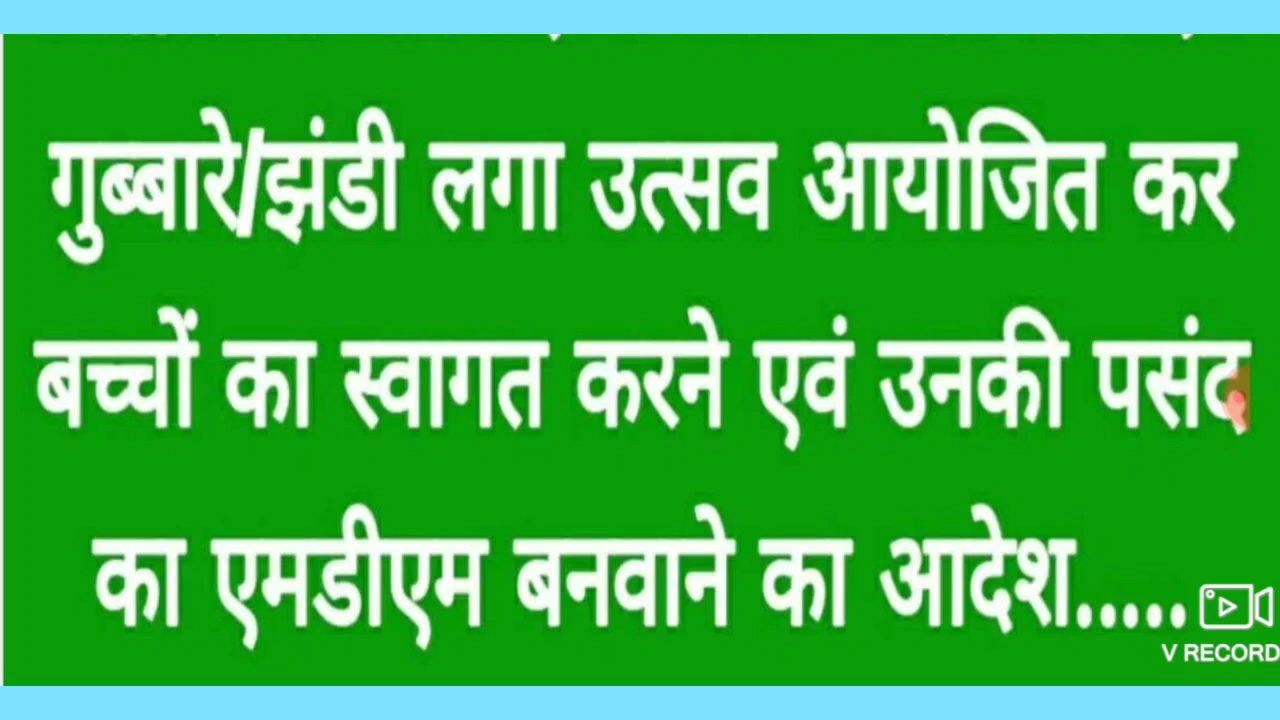 गुब्बारे/झंडी लगा उत्सव आयोजित कर
बच्चों का स्वागत करने एवं उनकी पसंद
का एमडीएम बनवाने का आदेश.....
V RECORD